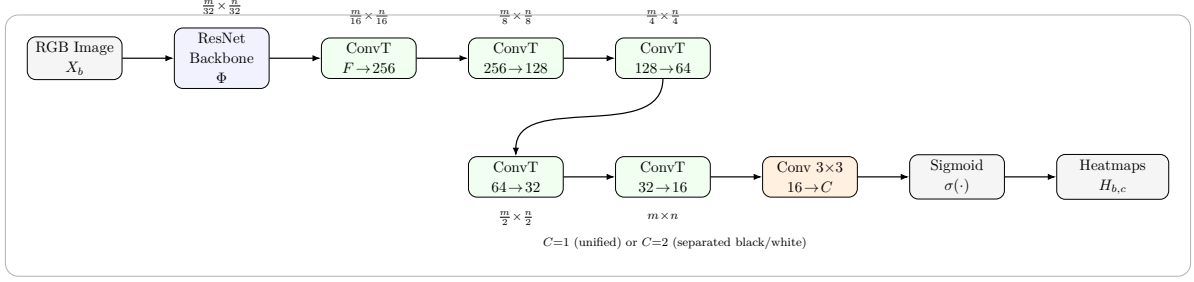 m/32 × n/32
m/16 × n/16
m/8 × n/8
m/4 × n/4
RGB Image
X_b
ResNet
Backbone
Φ
ConvT
F→256
ConvT
256→128
ConvT
128→64
ConvT
64→32
ConvT
32→16
Conv 3×3
16→C
Sigmoid
σ(·)
Heatmaps
H_{b,c}
m/2 × n/2
m×n
C=1 (unified) or C=2 (separated black/white)